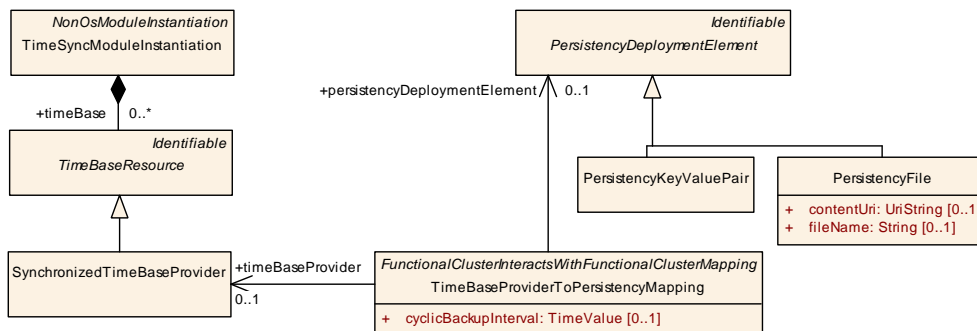 NonOsModuleInstantiation
TimeSyncModuleInstantiation
Identifiable
PersistencyDeploymentElement
+persistencyDeploymentElement
0..1
+timeBase
0..*
Identifiable
TimeBaseResource
PersistencyKeyValuePair
PersistencyFile
+ contentUri: UriString [0..1
+ fileName: String [0..1]
SynchronizedTimeBaseProvider
+timeBaseProvider
0..1
FunctionalClusterInteractsWithFunctionalClusterMapping
TimeBaseProviderToPersistencyMapping
+ cyclicBackupInterval: TimeValue [0..1]